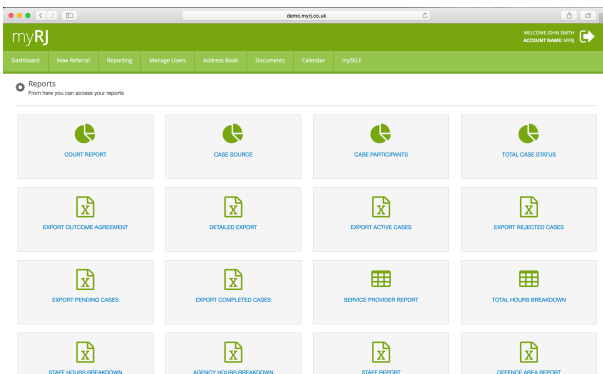 demo.myrj.co.uk
myRJ
WELCOME JOHN SMITH
ACCOUNT NAME: MYRJ
Dashboard New Referral Reporting Manage Users Address Book Documents Calendar mySELF
Reports
From here you can access your reports
COURT REPORT CASE SOURCE CASE PARTICIPANTS TOTAL CASE STATUS
EXPORT OUTCOME AGREEMENT DETAILED EXPORT EXPORT ACTIVE CASES EXPORT REJECTED CASES
EXPORT PENDING CASES EXPORT COMPLETED CASES SERVICE PROVIDER REPORT TOTAL HOURS BREAKDOWN
STAFF HOURS BREAKDOWN AGENCY HOURS BREAKDOWN STAFF REPORT OFFENCE AREA REPORT